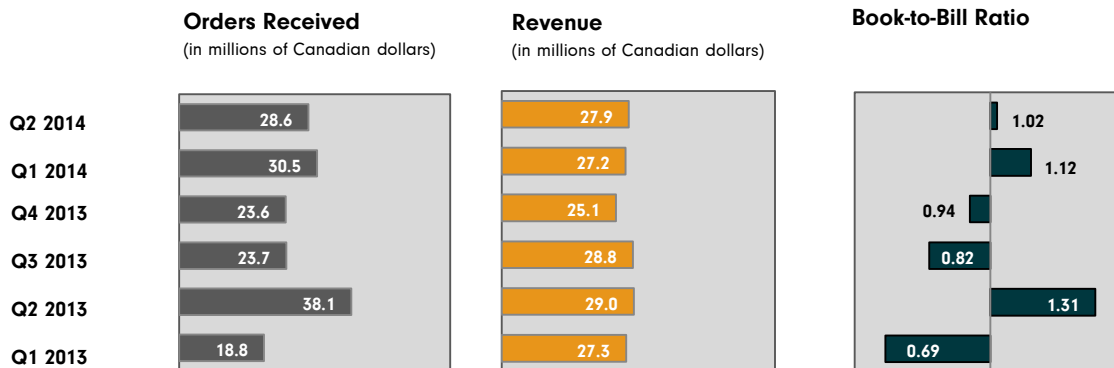 Orders Received
(in millions of Canadian dollars)
Revenue
(in millions of Canadian dollars)
Book-to-Bill Ratio
Q2 2014 28.6 27.9 1.02
Q1 2014 30.5 27.2 1.12
Q4 2013 23.6 25.1 0.94
Q3 2013 23.7 28.8 0.82
Q2 2013 38.1 29.0 1.31
Q1 2013 18.8 27.3 0.69